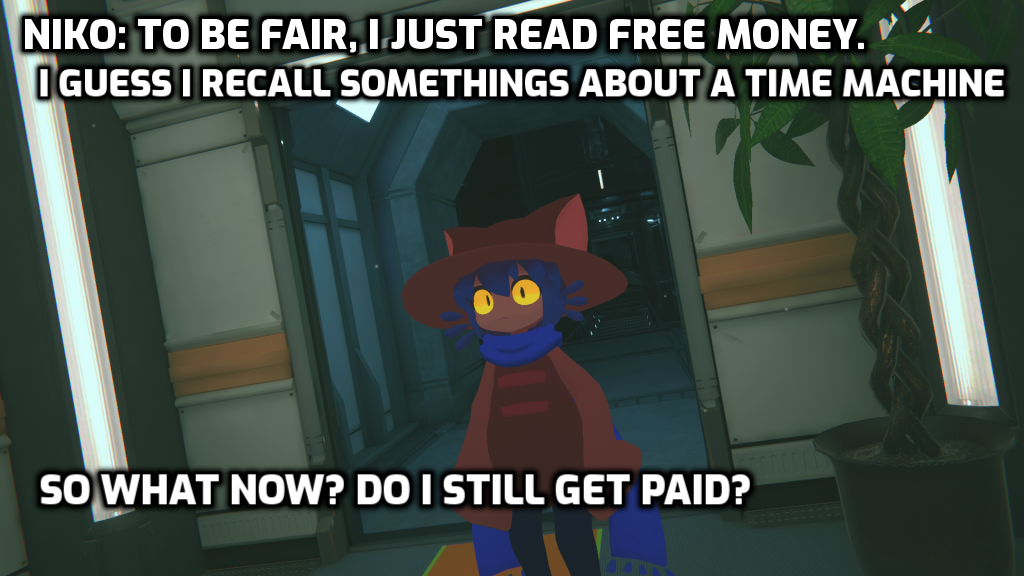 NIKO: TO BE FAIR, I JUST READ FREE MONEY.
I GUESS I RECALL SOMETHINGS ABOUT A TIME MACHINE
SO WHAT NOW? DO I STILL GET PAID?